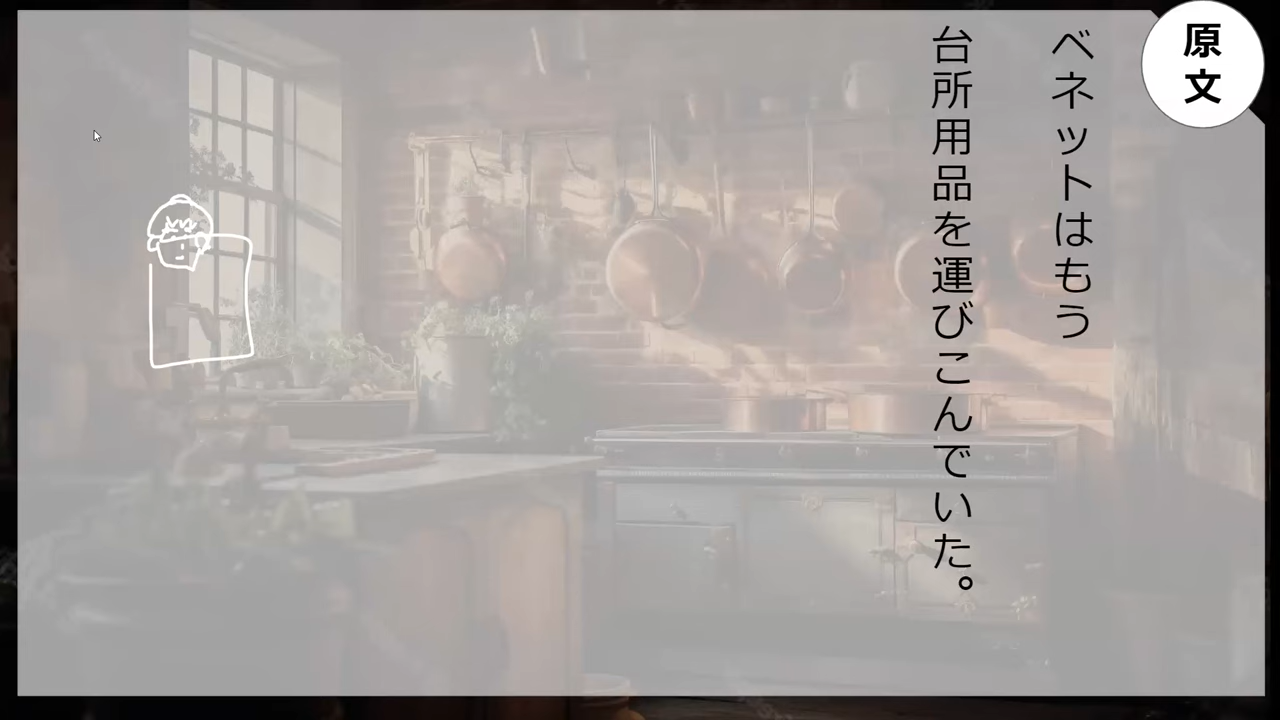 原文
ベネットはもう
台所用品を運びこんでいた。